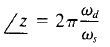 ∠z = 2π ω_d/ω_s